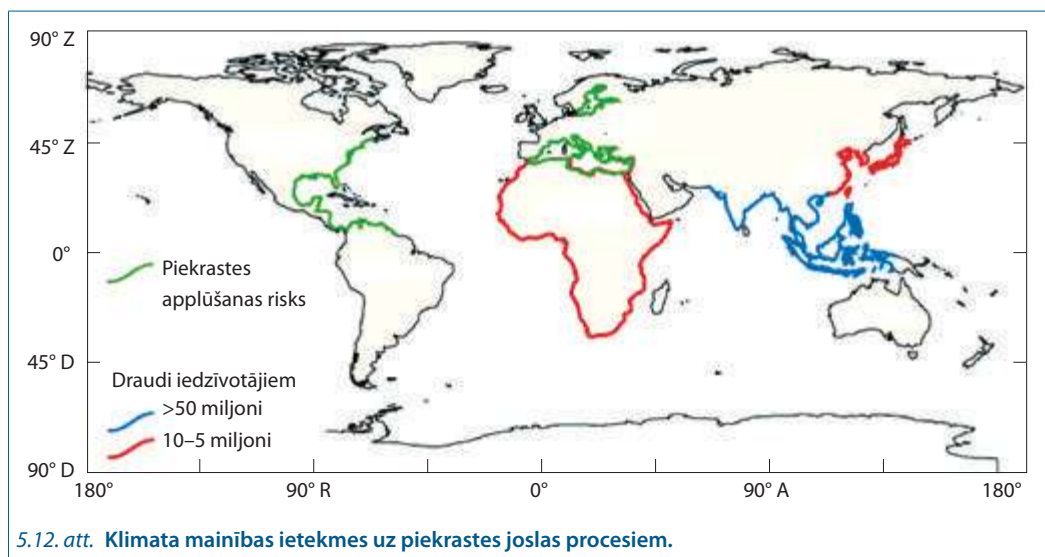 90° Z
45° Z
0°
Piekrastes
applūšanas risks
45° D
Draudi iedzīvotājiem
>50 miljoni
10–5 miljoni
90° D
180° 90° R 0° 90° A 180°
5.12. att. Klimata mainības ietekmes uz piekrastes joslas procesiem.